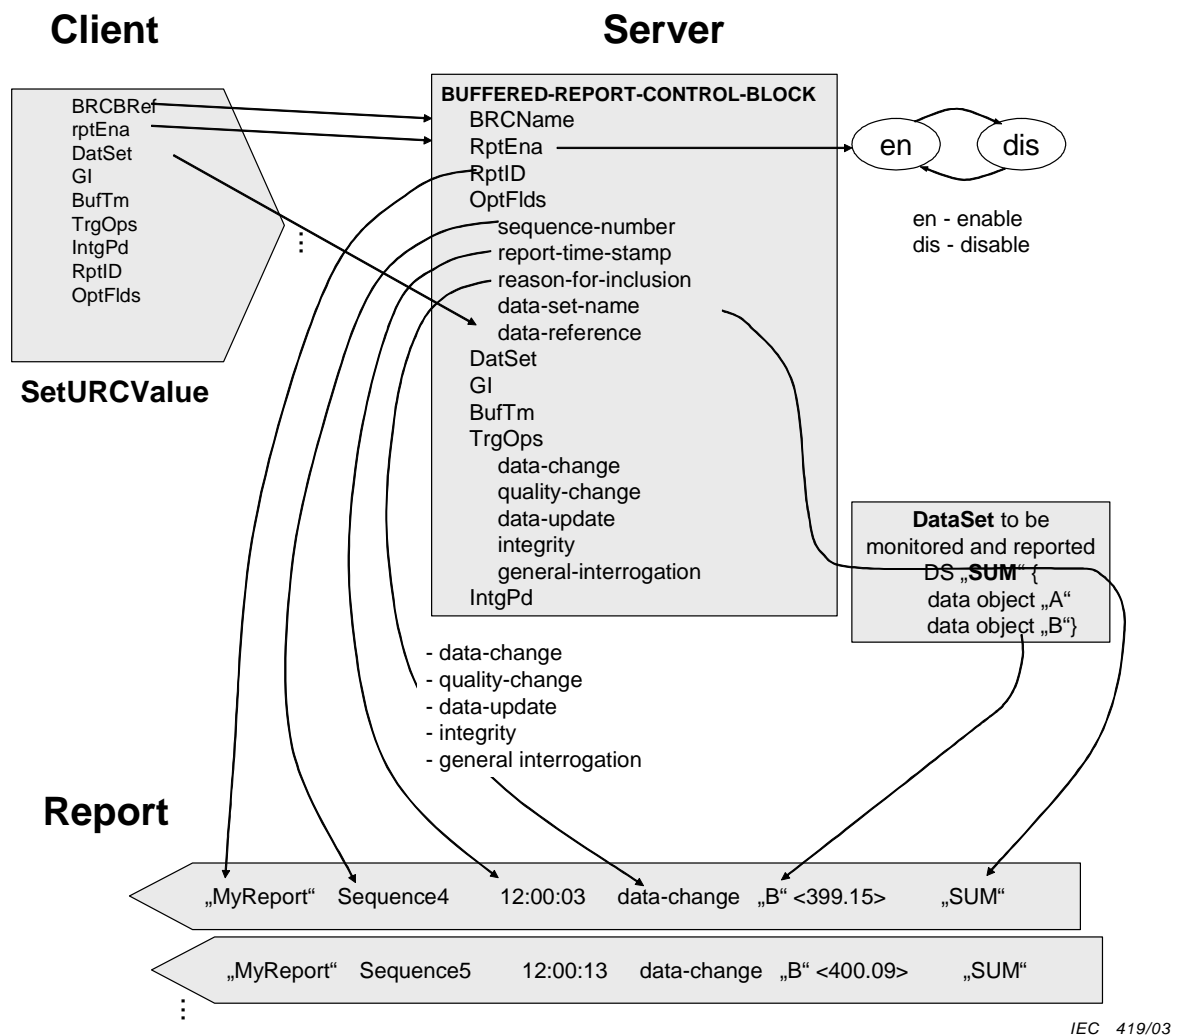 Client
Server
BRCBRef
rptEna
DatSet
GI
BufTm
TrgOps
IntgPd
RptID
OptFlds
...
SetURCValue
BUFFERED-REPORT-CONTROL-BLOCK
BRCName
RptEna
RptID
OptFlds
sequence-number
report-time-stamp
reason-for-inclusion
data-set-name
data-reference
DatSet
GI
BufTm
TrgOps
data-change
quality-change
data-update
integrity
general-interrogation
IntgPd
en
dis
en - enable
dis - disable
DataSet to be
monitored and reported
DS „SUM“ {
data object „A“
data object „B“}
- data-change
- quality-change
- data-update
- integrity
- general interrogation
Report
„MyReport“ Sequence4 12:00:03 data-change „B“ <399.15> „SUM“
„MyReport“ Sequence5 12:00:13 data-change „B“ <400.09> „SUM“
...
IEC 419/03